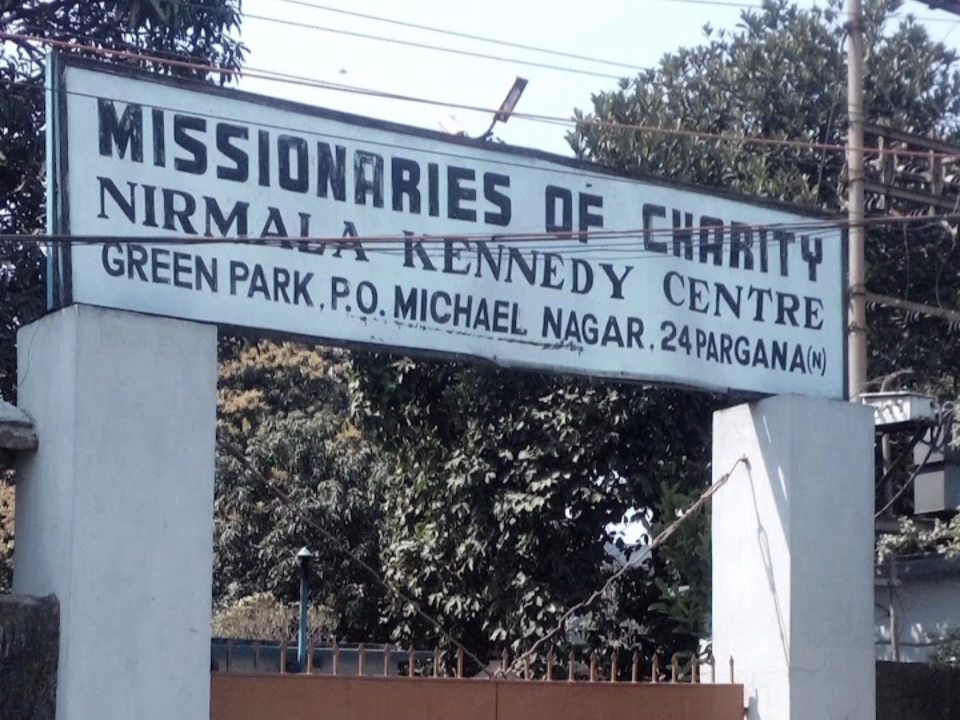 MISSIONARIES OF CHARITY
NIRMALA KENNEDY CENTRE
GREEN PARK, P.O. MICHAEL NAGAR, 24 PARGANA(N)